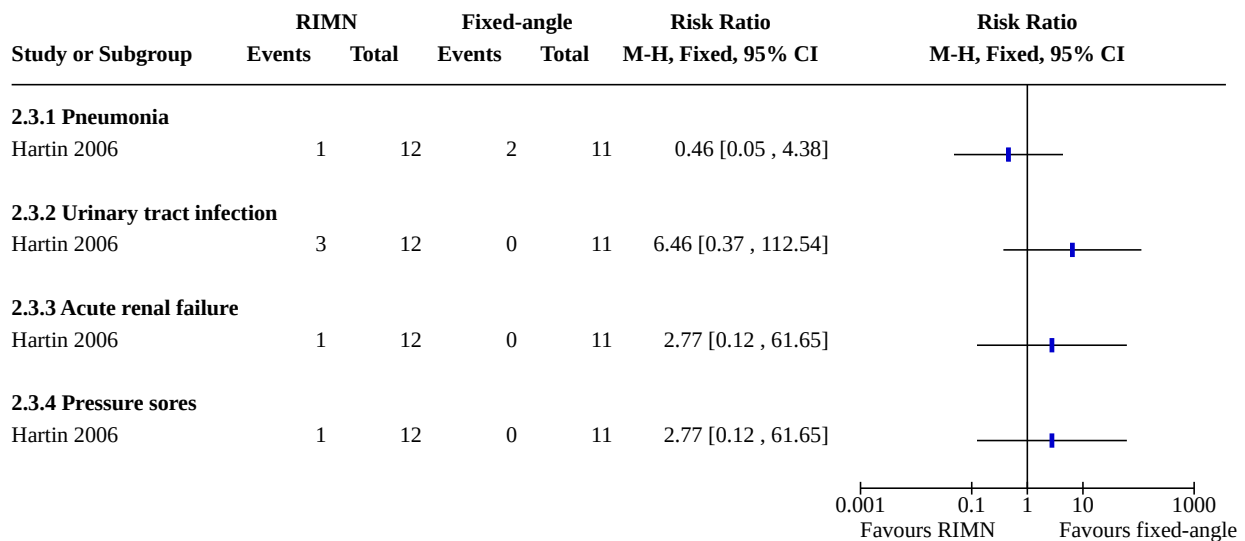 RIMN Fixed-angle Risk Ratio Risk Ratio
Study or Subgroup Events Total Events Total M-H, Fixed, 95% CI M-H, Fixed, 95% CI
2.3.1 Pneumonia
Hartin 2006 1 12 2 11 0.46 [0.05 , 4.38]
2.3.2 Urinary tract infection
Hartin 2006 3 12 0 11 6.46 [0.37 , 112.54]
2.3.3 Acute renal failure
Hartin 2006 1 12 0 11 2.77 [0.12 , 61.65]
2.3.4 Pressure sores
Hartin 2006 1 12 0 11 2.77 [0.12 , 61.65]
0.001 0.1 1 10 1000
Favours RIMN Favours fixed-angle